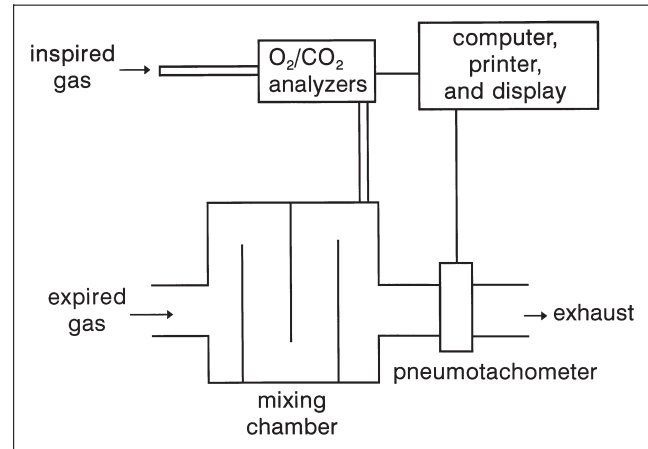 inspired
gas
O₂/CO₂
analyzers
computer,
printer,
and display
expired
gas
exhaust
pneumotachometer
mixing
chamber